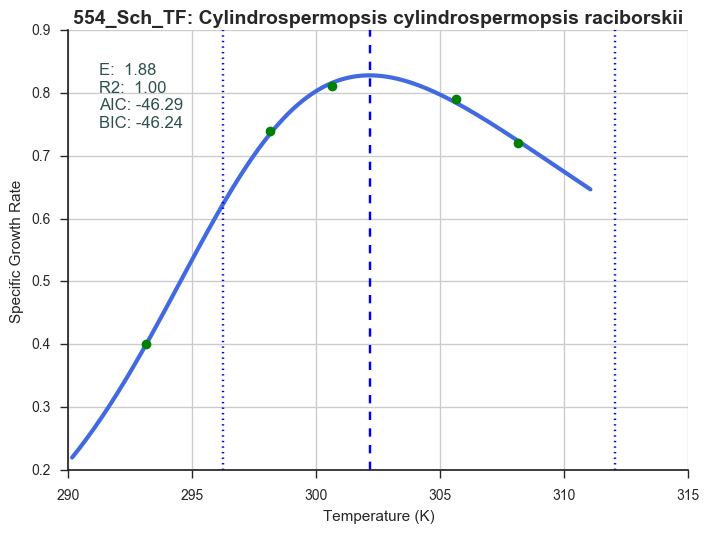 554_Sch_TF: Cylindrospermopsis cylindrospermopsis raciborskii
0.9
E:  1.88
R2:  1.00
AIC: -46.29
BIC: -46.24
0.8
0.7
0.6
0.5
0.4
0.3
0.2
Specific Growth Rate
290
295
300
305
310
315
Temperature (K)